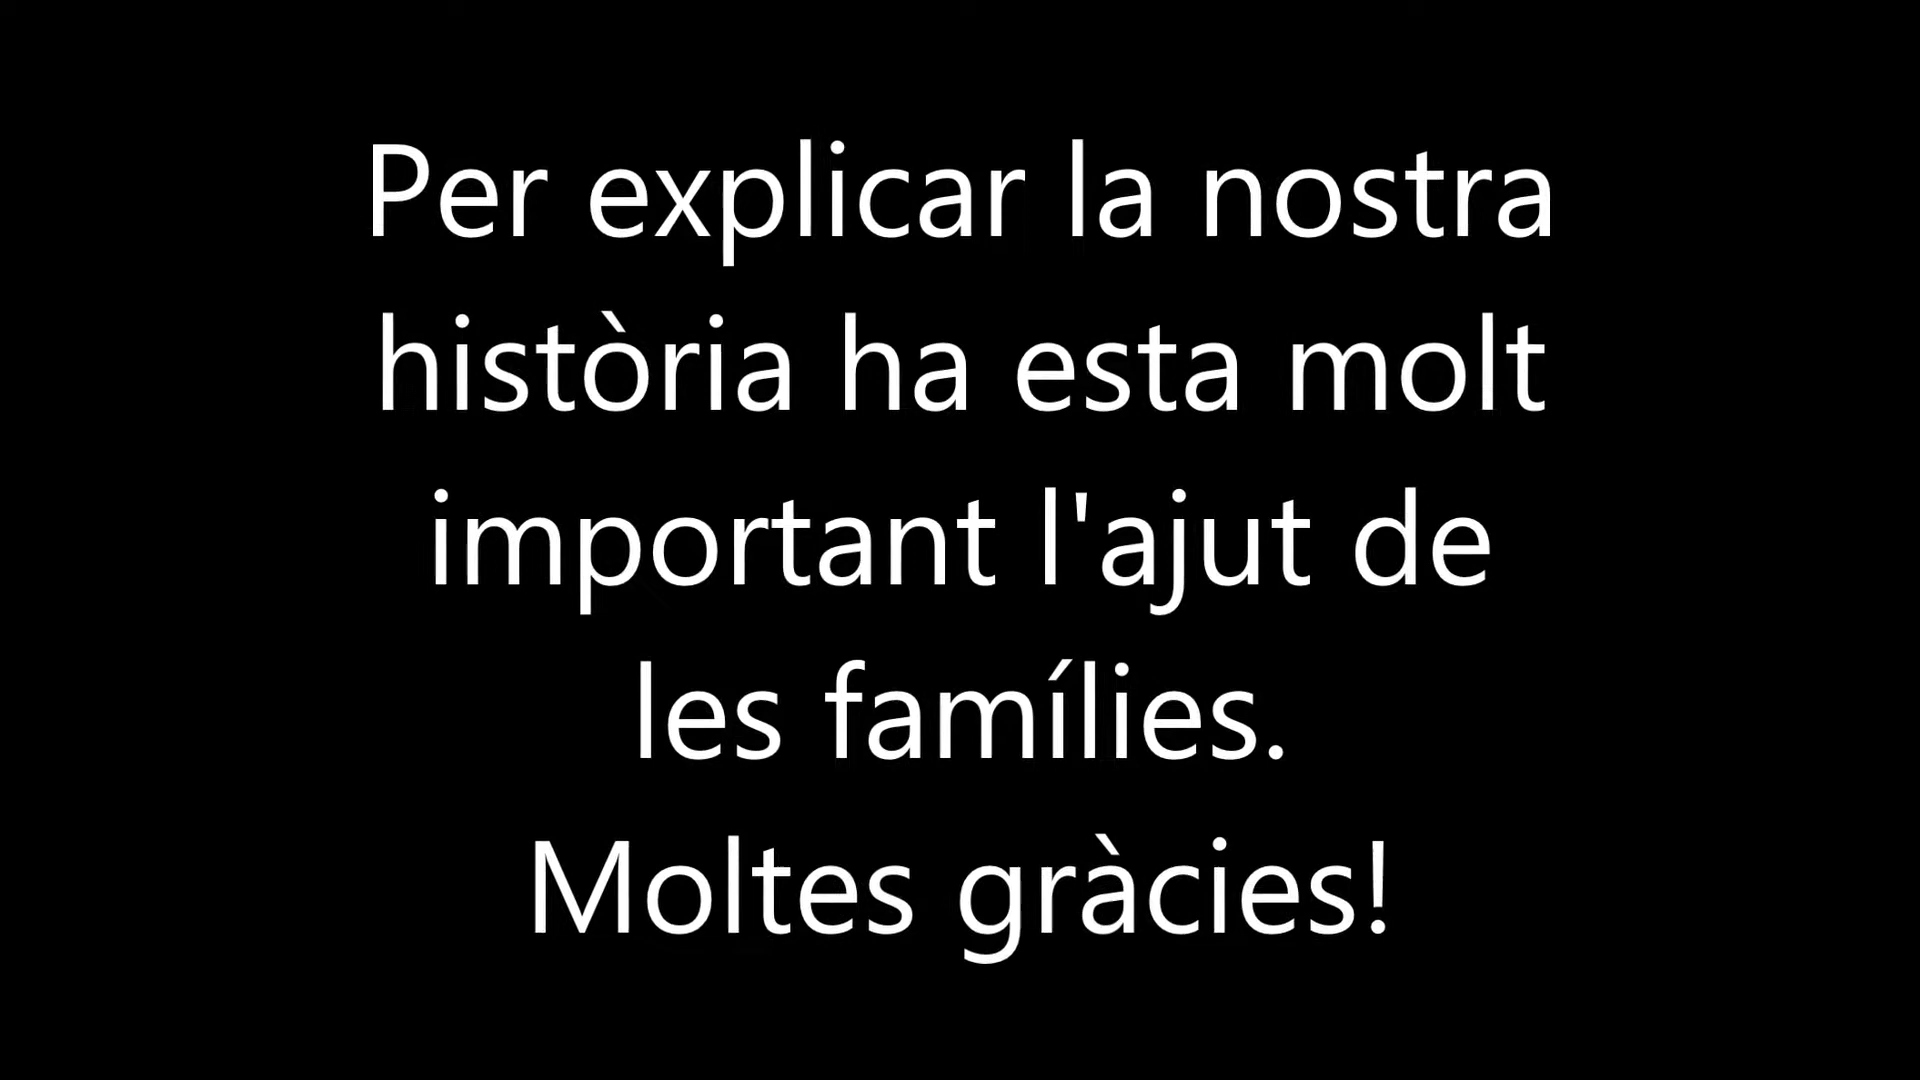 Per explicar la nostra
història ha esta molt
important l'ajut de
les famílies.
Moltes gràcies!